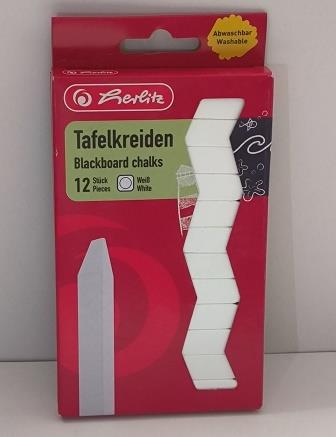 Abwaschbar
Washable
Herlitz
Tafelkreiden
Blackboard chalks
12 Stück Weiß
Pieces White